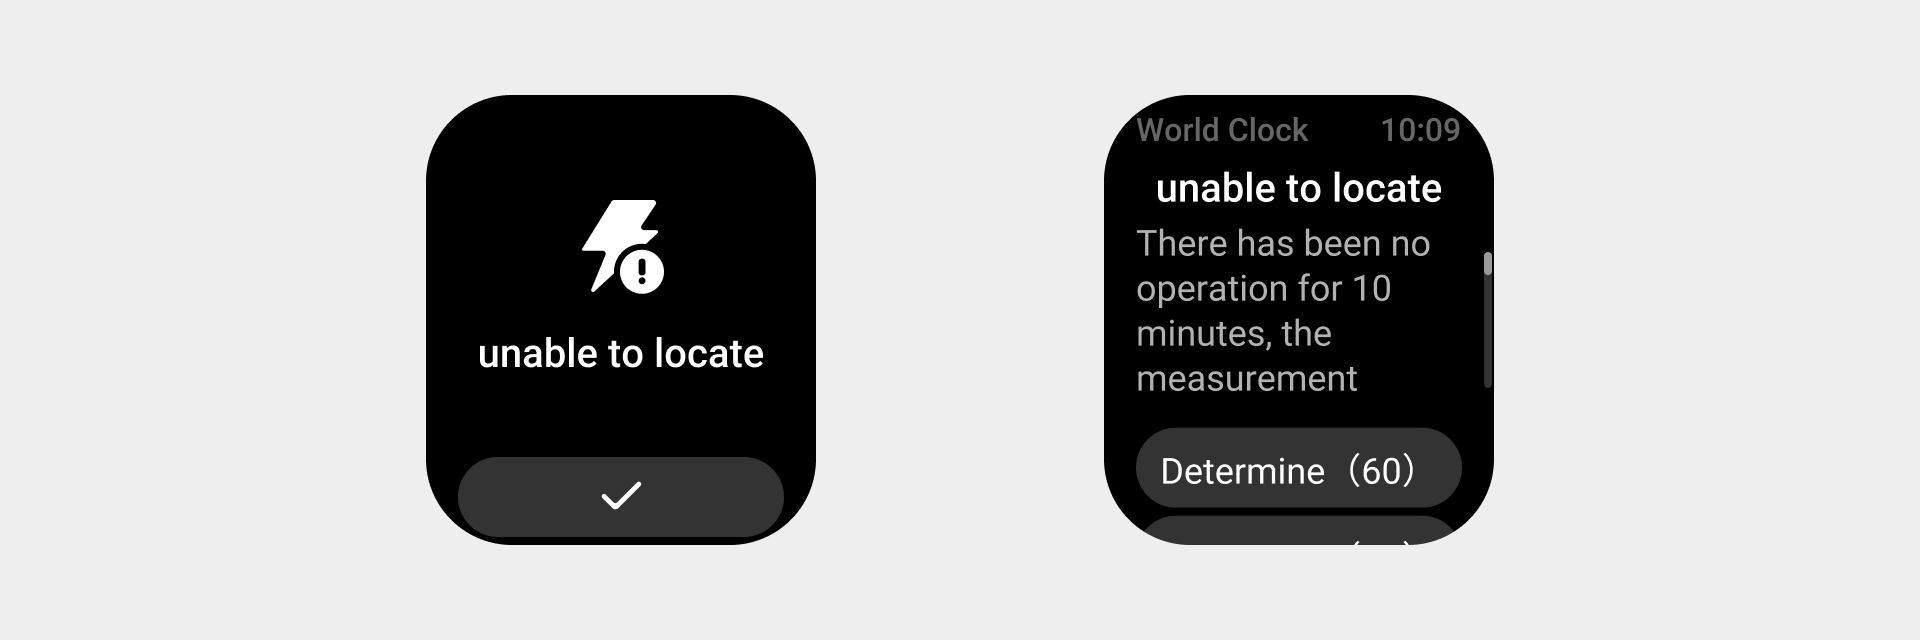 unable to locate
World Clock 10:09
unable to locate
There has been no
operation for 10
minutes, the
measurement
Determine（60）